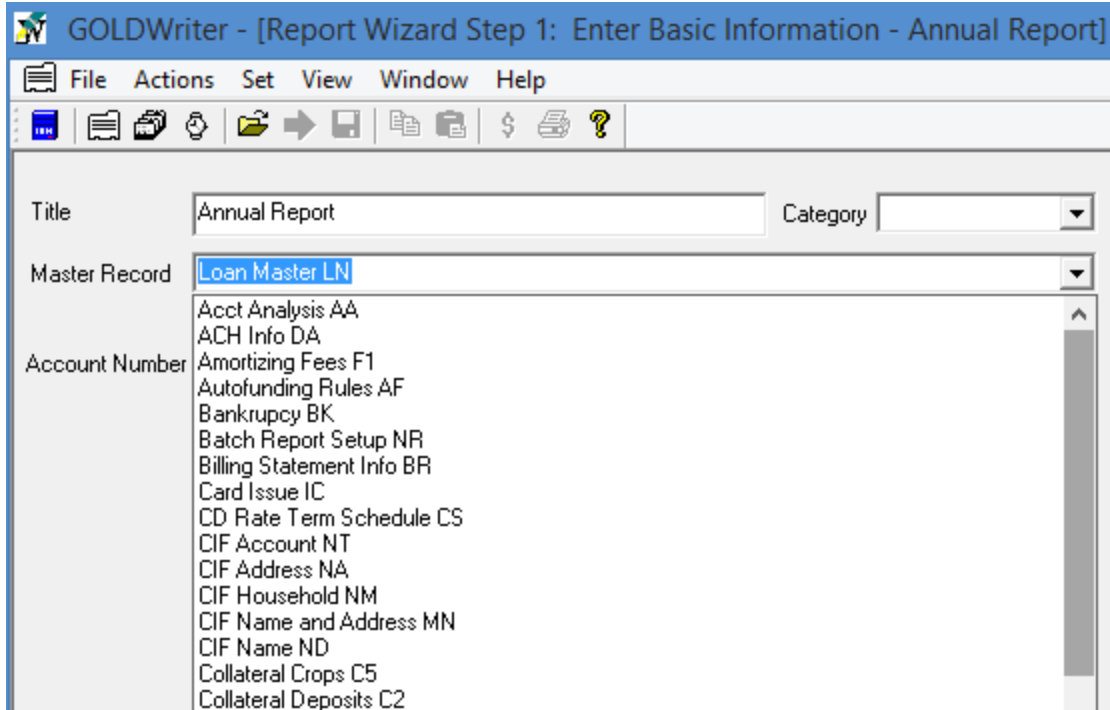 GOLDWriter - [Report Wizard Step 1: Enter Basic Information - Annual Report]
File Actions Set View Window Help
Title Annual Report Category
Master Record Loan Master LN
Acct Analysis AA
ACH Info DA
Account Number Amortizing Fees F1
Autofunding Rules AF
Bankrupcy BK
Batch Report Setup NR
Billing Statement Info BR
Card Issue IC
CD Rate Term Schedule CS
CIF Account NT
CIF Address NA
CIF Household NM
CIF Name and Address MN
CIF Name ND
Collateral Crops C5
Collateral Deposits C2